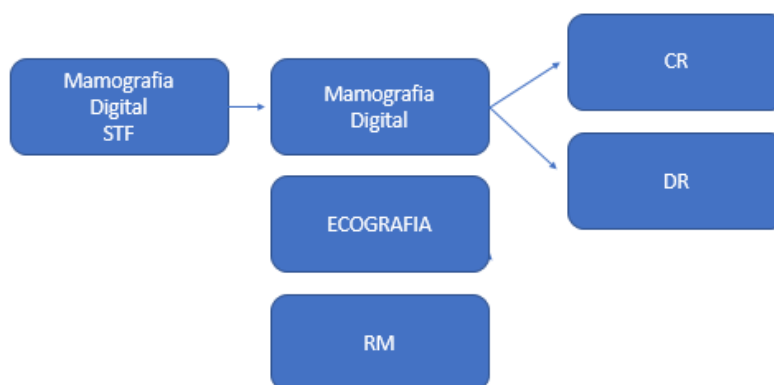 Mamografia
Digital
STF
Mamografia
Digital
CR
DR
ECOGRAFIA
RM